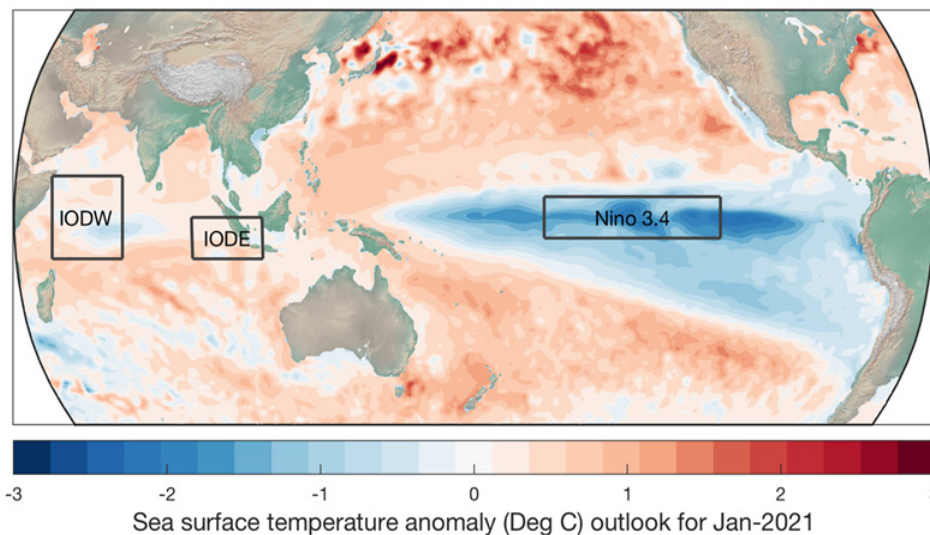 IODW
IODE
Nino 3.4
-3 -2 -1 0 1 2 3
Sea surface temperature anomaly (Deg C) outlook for Jan-2021